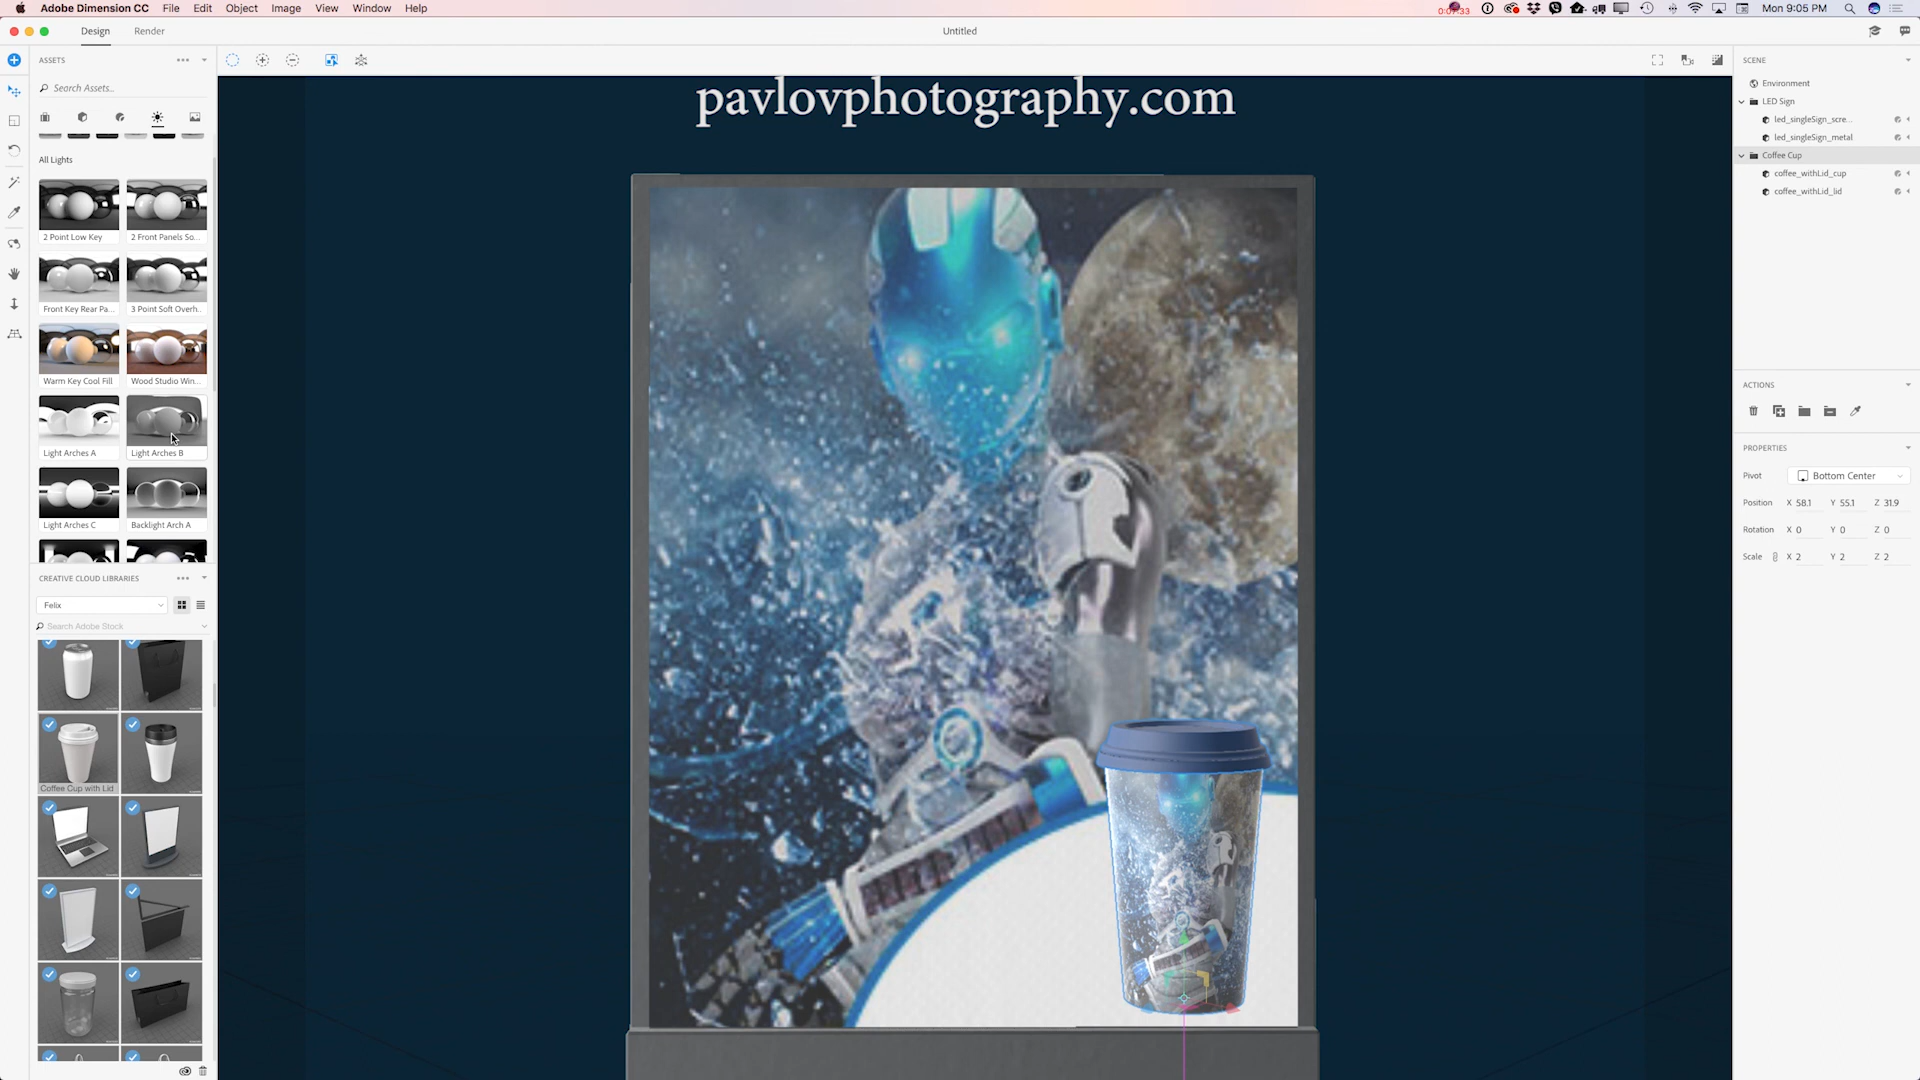 Adobe Dimension CC File Edit Object Image View Window Help
0:07:33
Mon 9:05 PM
Design Render
Untitled
ASSETS
Search Assets...
All Lights
2 Point Low Key
2 Front Panels So...
Front Key Rear Pa...
3 Point Soft Overh..
Warm Key Cool Fill
Wood Studio Win...
Light Arches A
Light Arches B
Light Arches C
Backlight Arch A
CREATIVE CLOUD LIBRARIES
Felix
Search Adobe Stock
Coffee Cup with Lid
pavlovphotography.com
SCENE
Environment
LED Sign
led_singleSign_scre...
led_singleSign_metal
Coffee Cup
coffee_withLid_cup
coffee_withLid_lid
ACTIONS
PROPERTIES
Pivot Bottom Center
Position X 58.1 Y 55.1 Z 31.9
Rotation X 0 Y 0 Z 0
Scale X 2 Y 2 Z 2